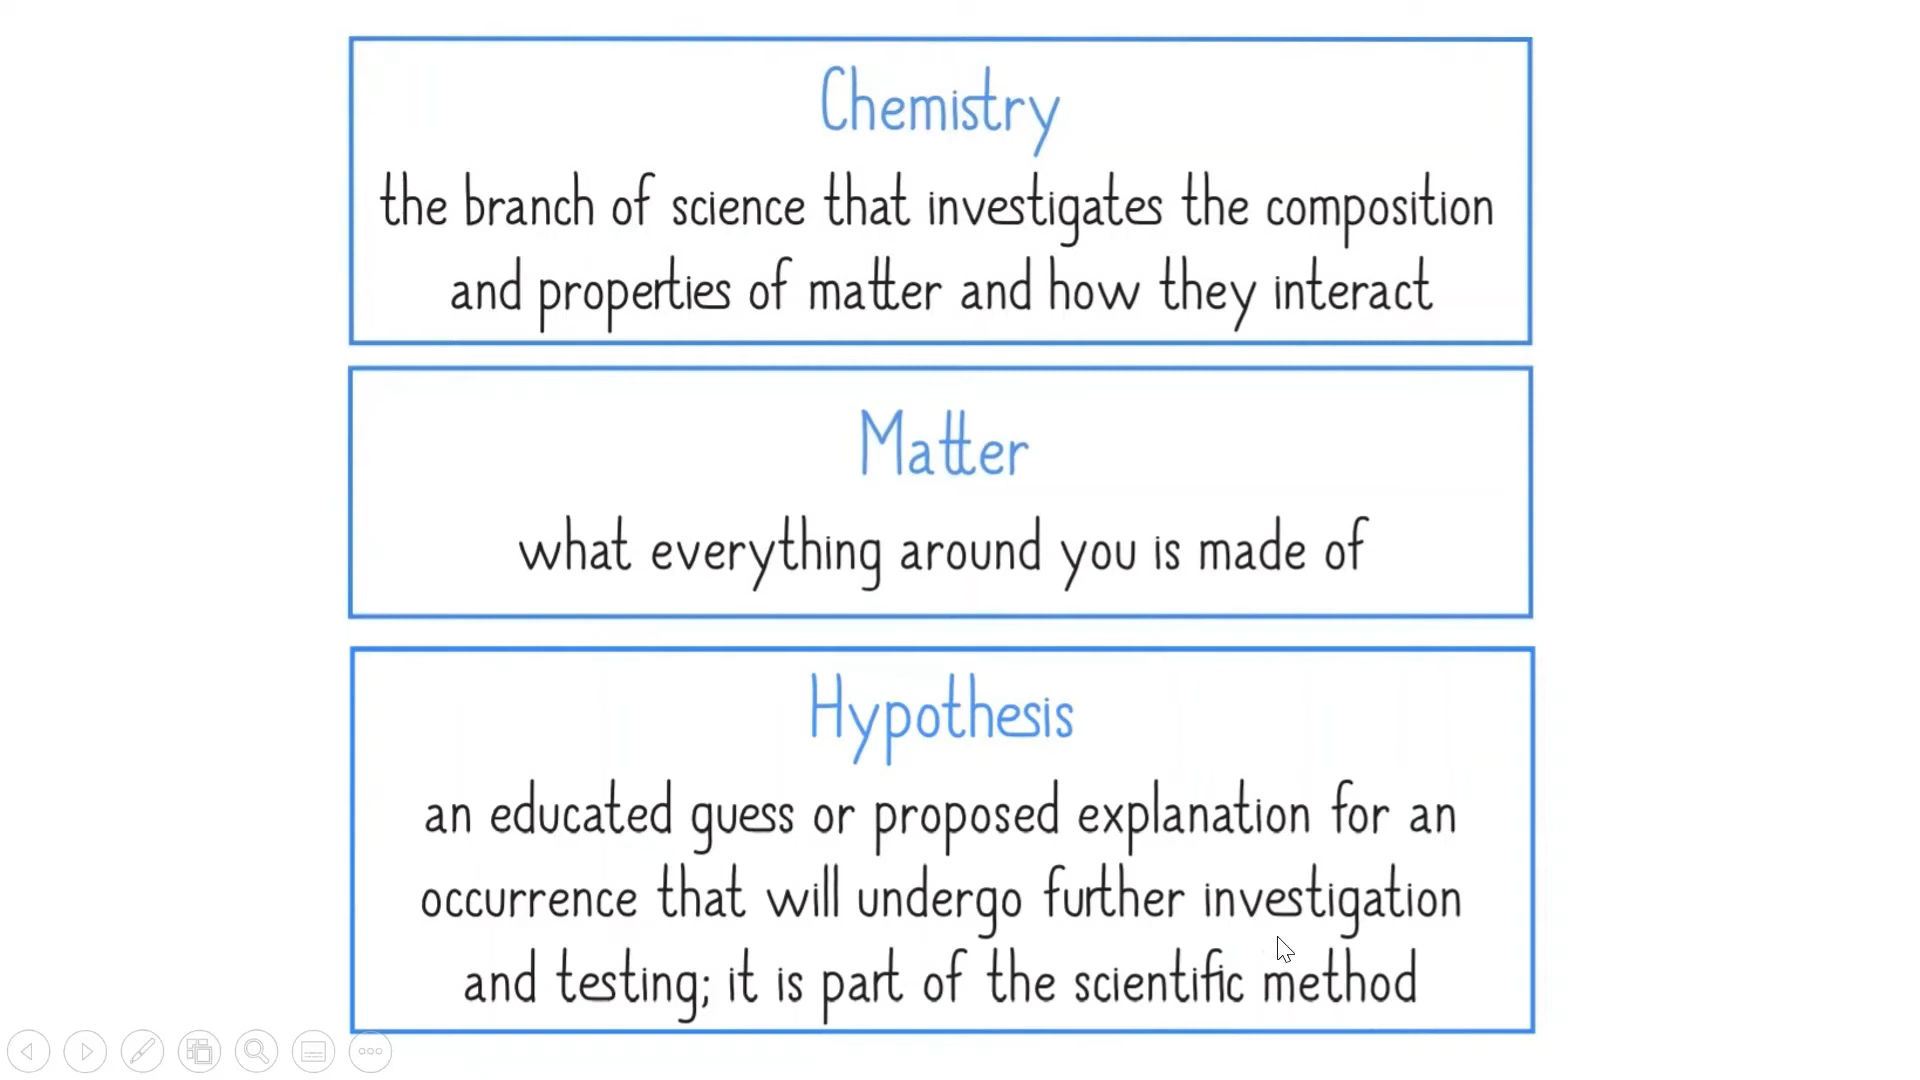 Chemistry
the branch of science that investigates the composition
and properties of matter and how they interact
Matter
what everything around you is made of
Hypothesis
an educated guess or proposed explanation for an
occurrence that will undergo further investigation
and testing; it is part of the scientific method